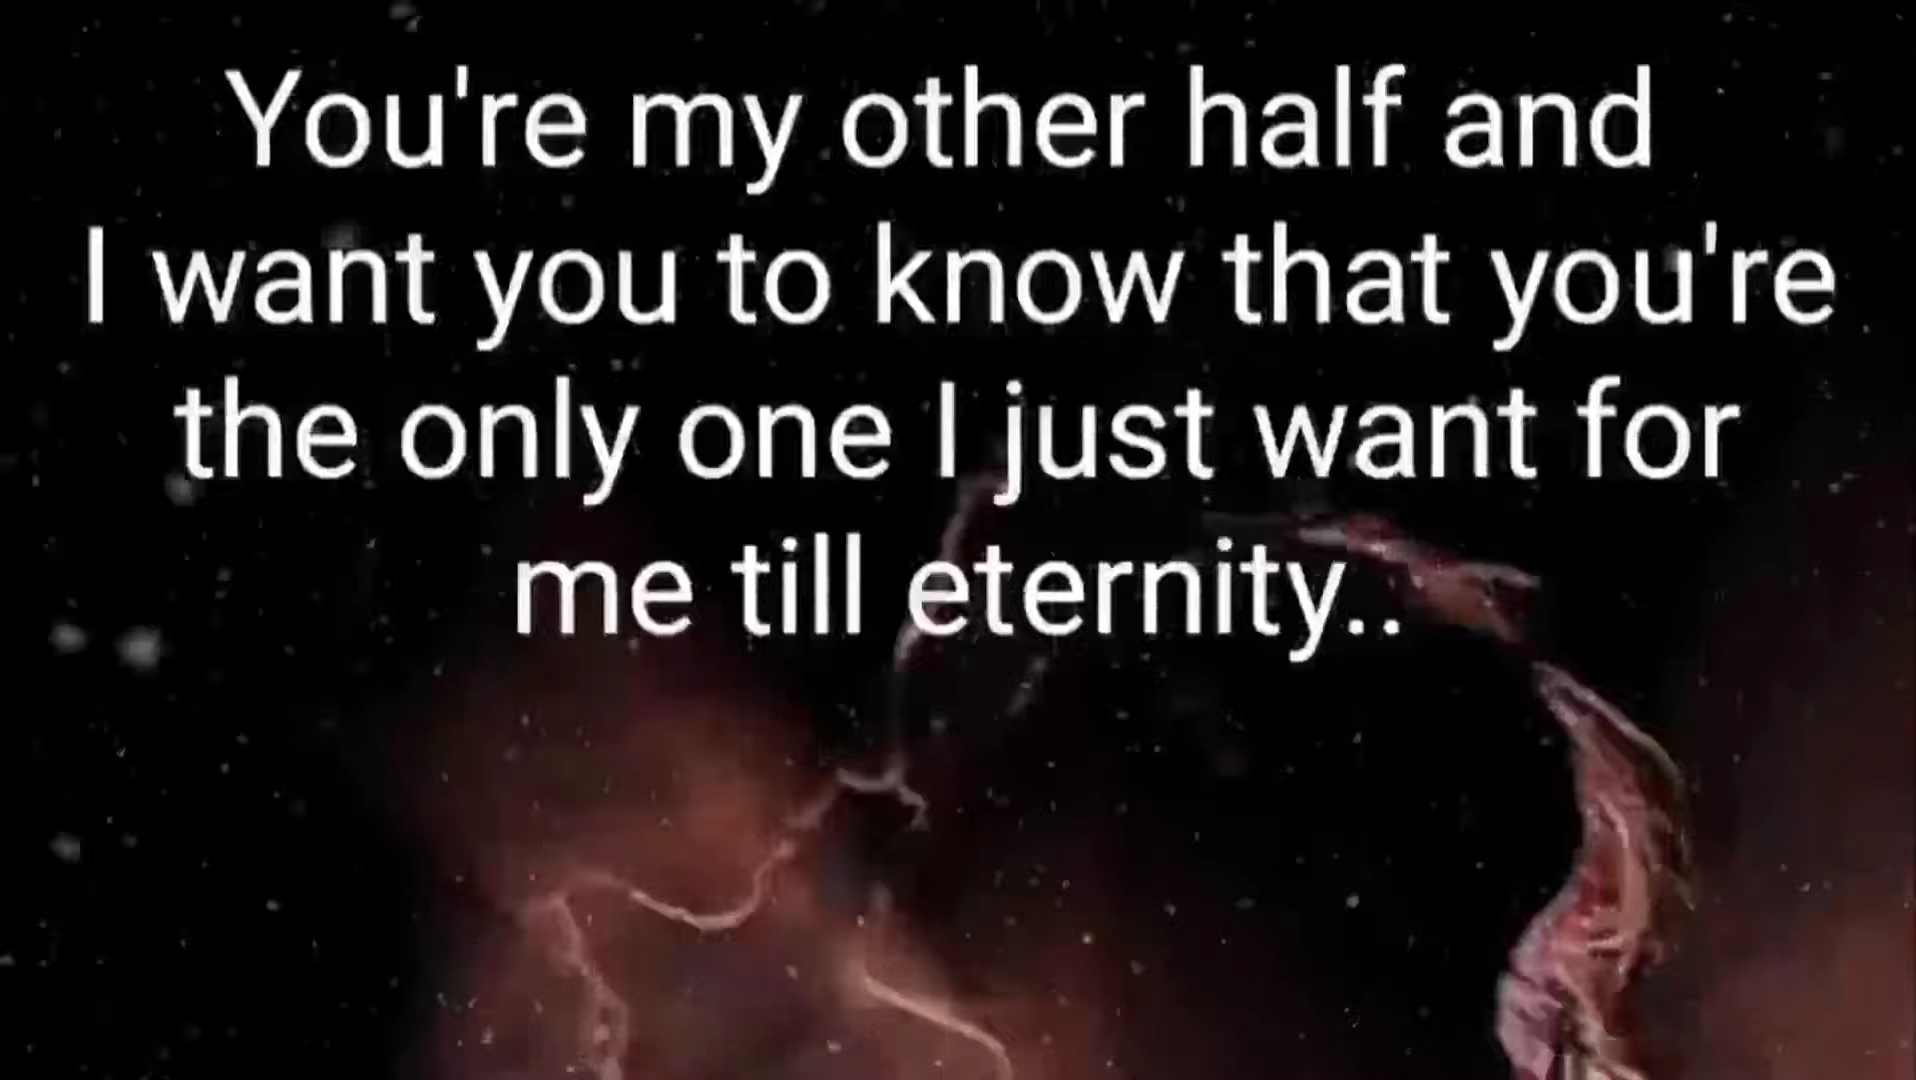 You're my other half and
I want you to know that you're
the only one I just want for
me till eternity..